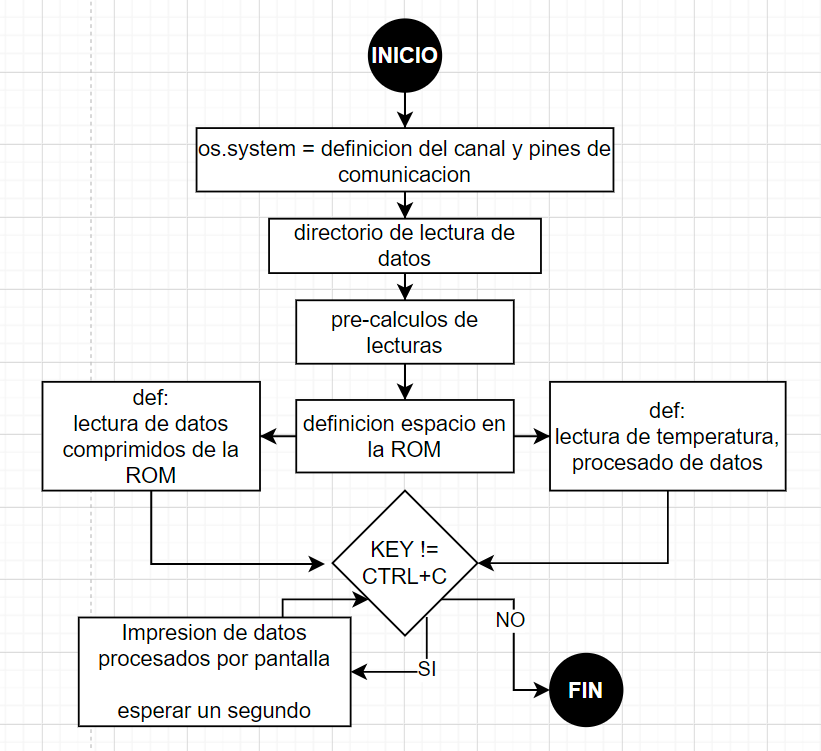 INICIO
os.system = definicion del canal y pines de
comunicacion
directorio de lectura de
datos
pre-calculos de
lecturas
def:
lectura de datos
comprimidos de la
ROM
definicion espacio en
la ROM
def:
lectura de temperatura,
procesado de datos
KEY !=
CTRL+C
Impresion de datos
procesados por pantalla
esperar un segundo
SI
NO
FIN